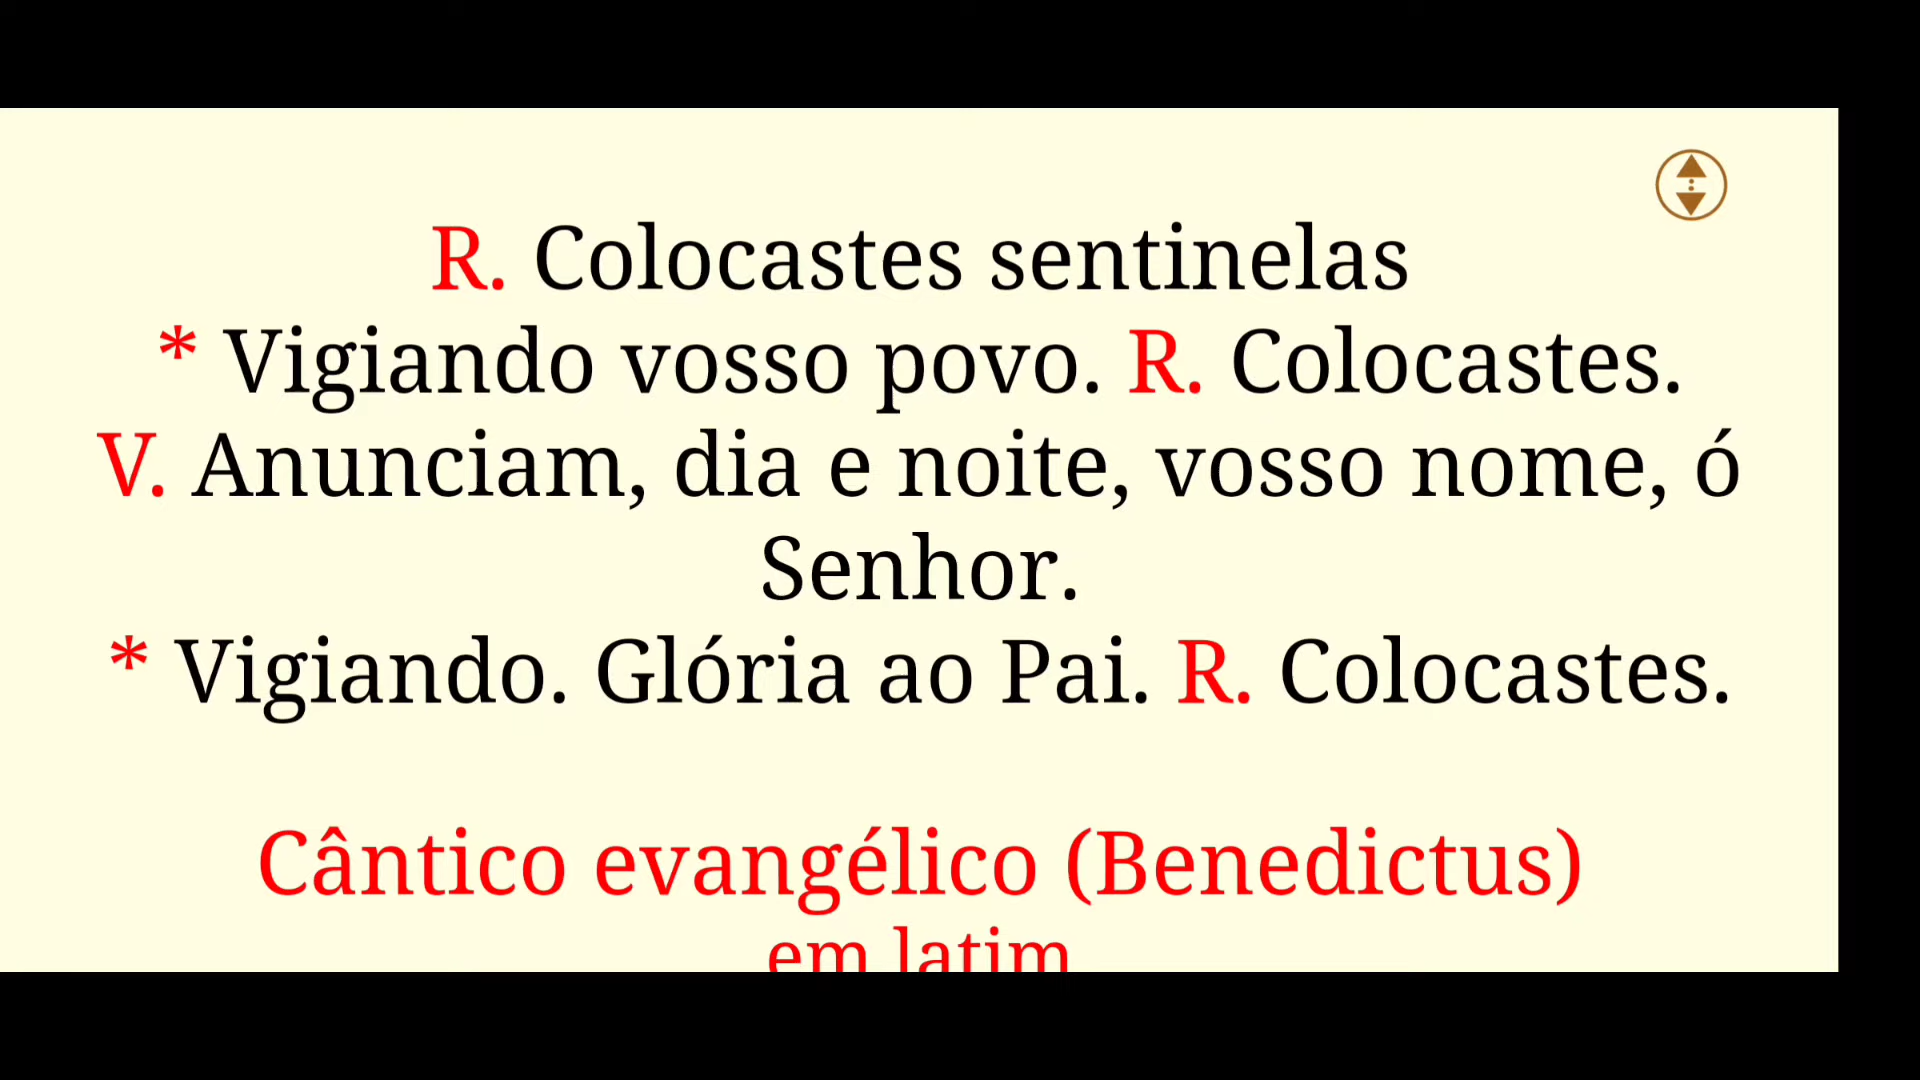 R. Colocastes sentinelas
* Vigiando vosso povo. R. Colocastes.
V. Anunciam, dia e noite, vosso nome, ó
Senhor.
* Vigiando. Glória ao Pai. R. Colocastes.
Cântico evangélico (Benedictus)
em latim